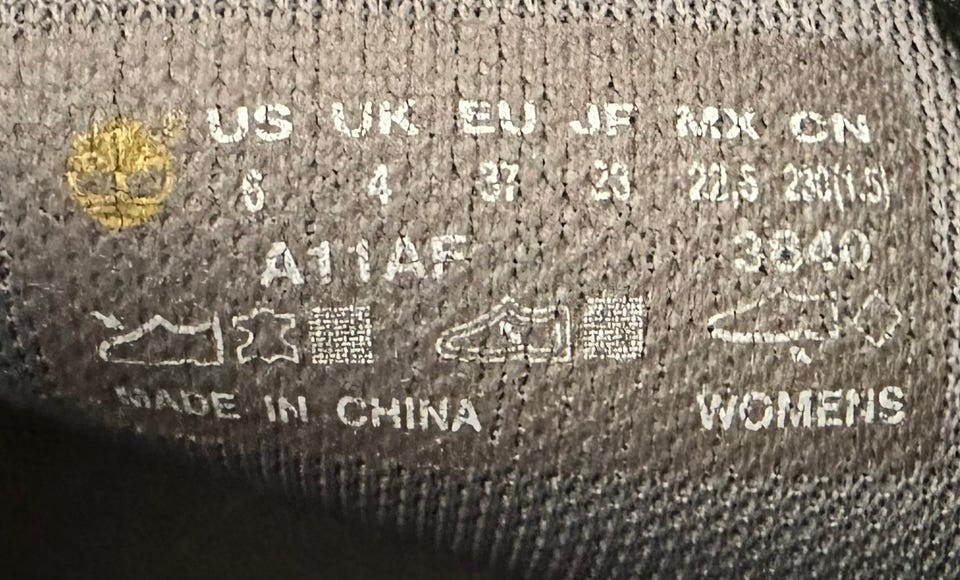 US UK EU JP MX CN
6 4 37 23 22,5 230(1.5)
A11AF 3840
MADE IN CHINA WOMENS